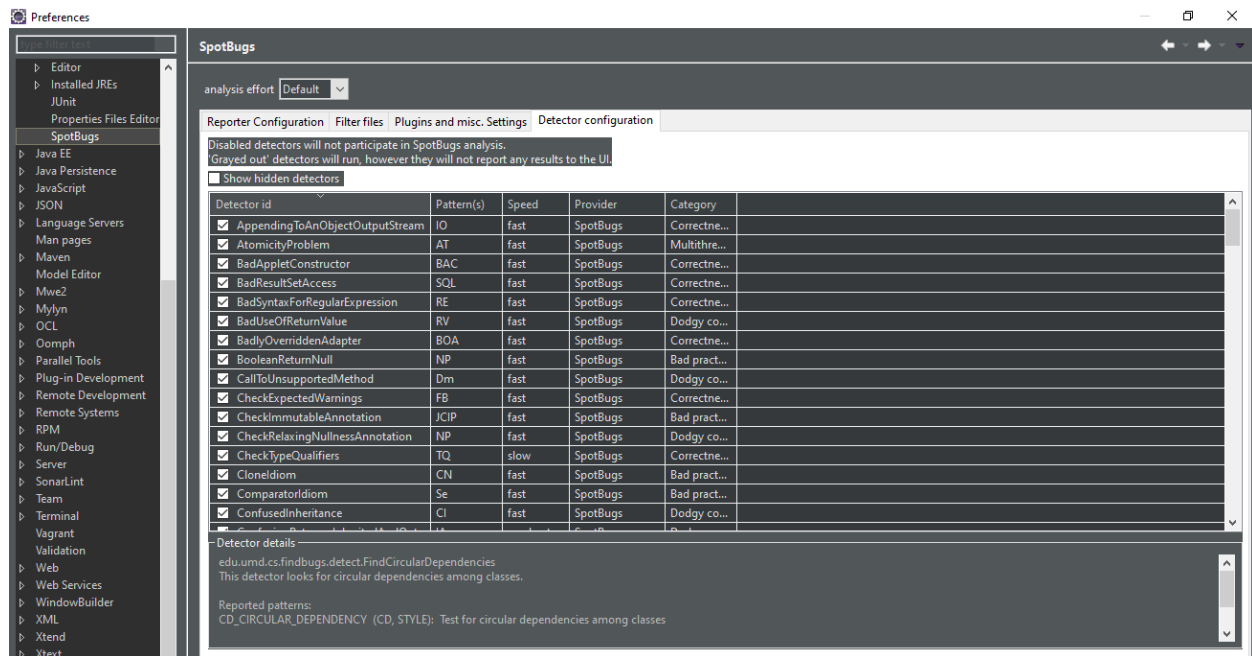 Preferences
type filter text
SpotBugs
Editor
Installed JREs
JUnit
Properties Files Editor
SpotBugs
Java EE
Java Persistence
JavaScript
JSON
Language Servers
Man pages
Maven
Model Editor
Mwe2
Mylyn
OCL
Oomph
Parallel Tools
Plug-in Development
Remote Development
Remote Systems
RPM
Run/Debug
Server
SonarLint
Team
Terminal
Vagrant
Validation
Web
Web Services
WindowBuilder
XML
Xtend
Xtext
analysis effort Default
Reporter Configuration Filter files Plugins and misc. Settings Detector configuration
Disabled detectors will not participate in SpotBugs analysis.
'Grayed out' detectors will run, however they will not report any results to the UI.
Show hidden detectors
Detector id Pattern(s) Speed Provider Category
AppendingToAnObjectOutputStream IO fast SpotBugs Correctne...
AtomicityProblem AT fast SpotBugs Multithre...
BadAppletConstructor BAC fast SpotBugs Correctne...
BadResultSetAccess SQL fast SpotBugs Correctne...
BadSyntaxForRegularExpression RE fast SpotBugs Correctne...
BadUseOfReturnValue RV fast SpotBugs Dodgy co...
BadlyOverriddenAdapter BOA fast SpotBugs Correctne...
BooleanReturnNull NP fast SpotBugs Bad pract...
CallToUnsupportedMethod Dm fast SpotBugs Dodgy co...
CheckExpectedWarnings FB fast SpotBugs Correctne...
CheckImmutableAnnotation JCIP fast SpotBugs Bad pract...
CheckRelaxingNullnessAnnotation NP fast SpotBugs Dodgy co...
CheckTypeQualifiers TQ slow SpotBugs Correctne...
CloneIdiom CN fast SpotBugs Bad pract...
ComparatorIdiom Se fast SpotBugs Bad pract...
ConfusedInheritance CI fast SpotBugs Dodgy co...
Detector details
edu.umd.cs.findbugs.detect.FindCircularDependencies
This detector looks for circular dependencies among classes.
Reported patterns:
CD_CIRCULAR_DEPENDENCY (CD, STYLE): Test for circular dependencies among classes